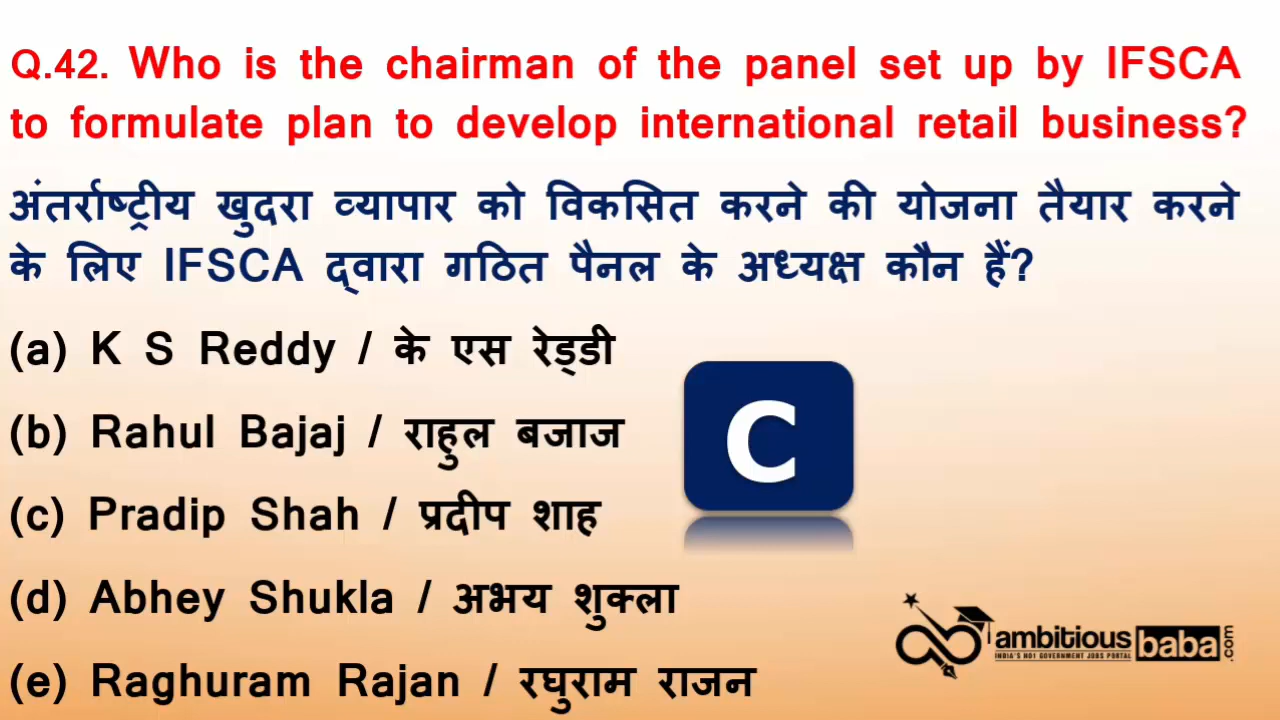 Q.42. Who is the chairman of the panel set up by IFSCA
to formulate plan to develop international retail business?
अंतर्राष्ट्रीय खुदरा व्यापार को विकसित करने की योजना तैयार करने
के लिए IFSCA द्वारा गठित पैनल के अध्यक्ष कौन हैं?
(a) K S Reddy / के एस रेड्डी
(b) Rahul Bajaj / राहुल बजाज
C
(c) Pradip Shah / प्रदीप शाह
(d) Abhey Shukla / अभय शुक्ला
(e) Raghuram Rajan / रघुराम राजन
ambitiousbaba.com
INDIA'S NO1 GOVERNMENT JOBS PORTAL